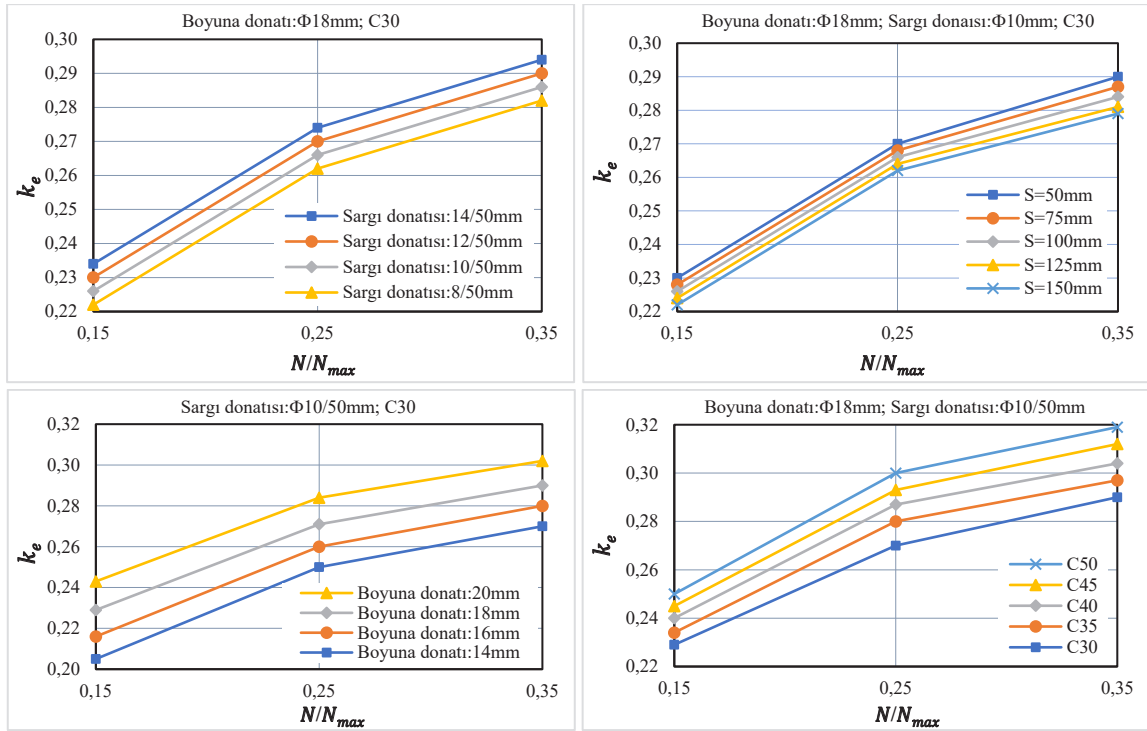 Boyuna donatı:Φ18mm; C30
0,30
0,29
0,28
0,27
0,26
0,25
0,24
0,23
0,22
k_e
Sargı donatısı:14/50mm
Sargı donatısı:12/50mm
Sargı donatısı:10/50mm
Sargı donatısı:8/50mm
0,15 0,25 0,35
N/N_max
Boyuna donatı:Φ18mm; Sargı donaısı:Φ10mm; C30
0,30
0,29
0,28
0,27
0,26
0,25
0,24
0,23
0,22
k_e
S=50mm
S=75mm
S=100mm
S=125mm
S=150mm
0,15 0,25 0,35
N/N_max
Sargı donatısı:Φ10/50mm; C30
0,32
0,30
0,28
0,26
0,24
0,22
0,20
k_e
Boyuna donatı:20mm
Boyuna donatı:18mm
Boyuna donatı:16mm
Boyuna donatı:14mm
0,15 0,25 0,35
N/N_max
Boyuna donatı:Φ18mm; Sargı donatısı:Φ10/50mm
0,32
0,30
0,28
0,26
0,24
0,22
k_e
C50
C45
C40
C35
C30
0,15 0,25 0,35
N/N_max